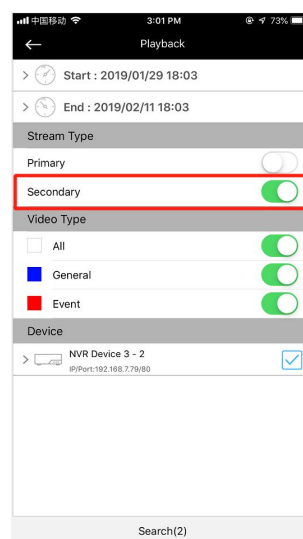 中国移动 3:01 PM 73%
Playback
Start : 2019/01/29 18:03
End : 2019/02/11 18:03
Stream Type
Primary
Secondary
Video Type
All
General
Event
Device
NVR Device 3 - 2
IP/Port:192.168.7.79/80
Search(2)